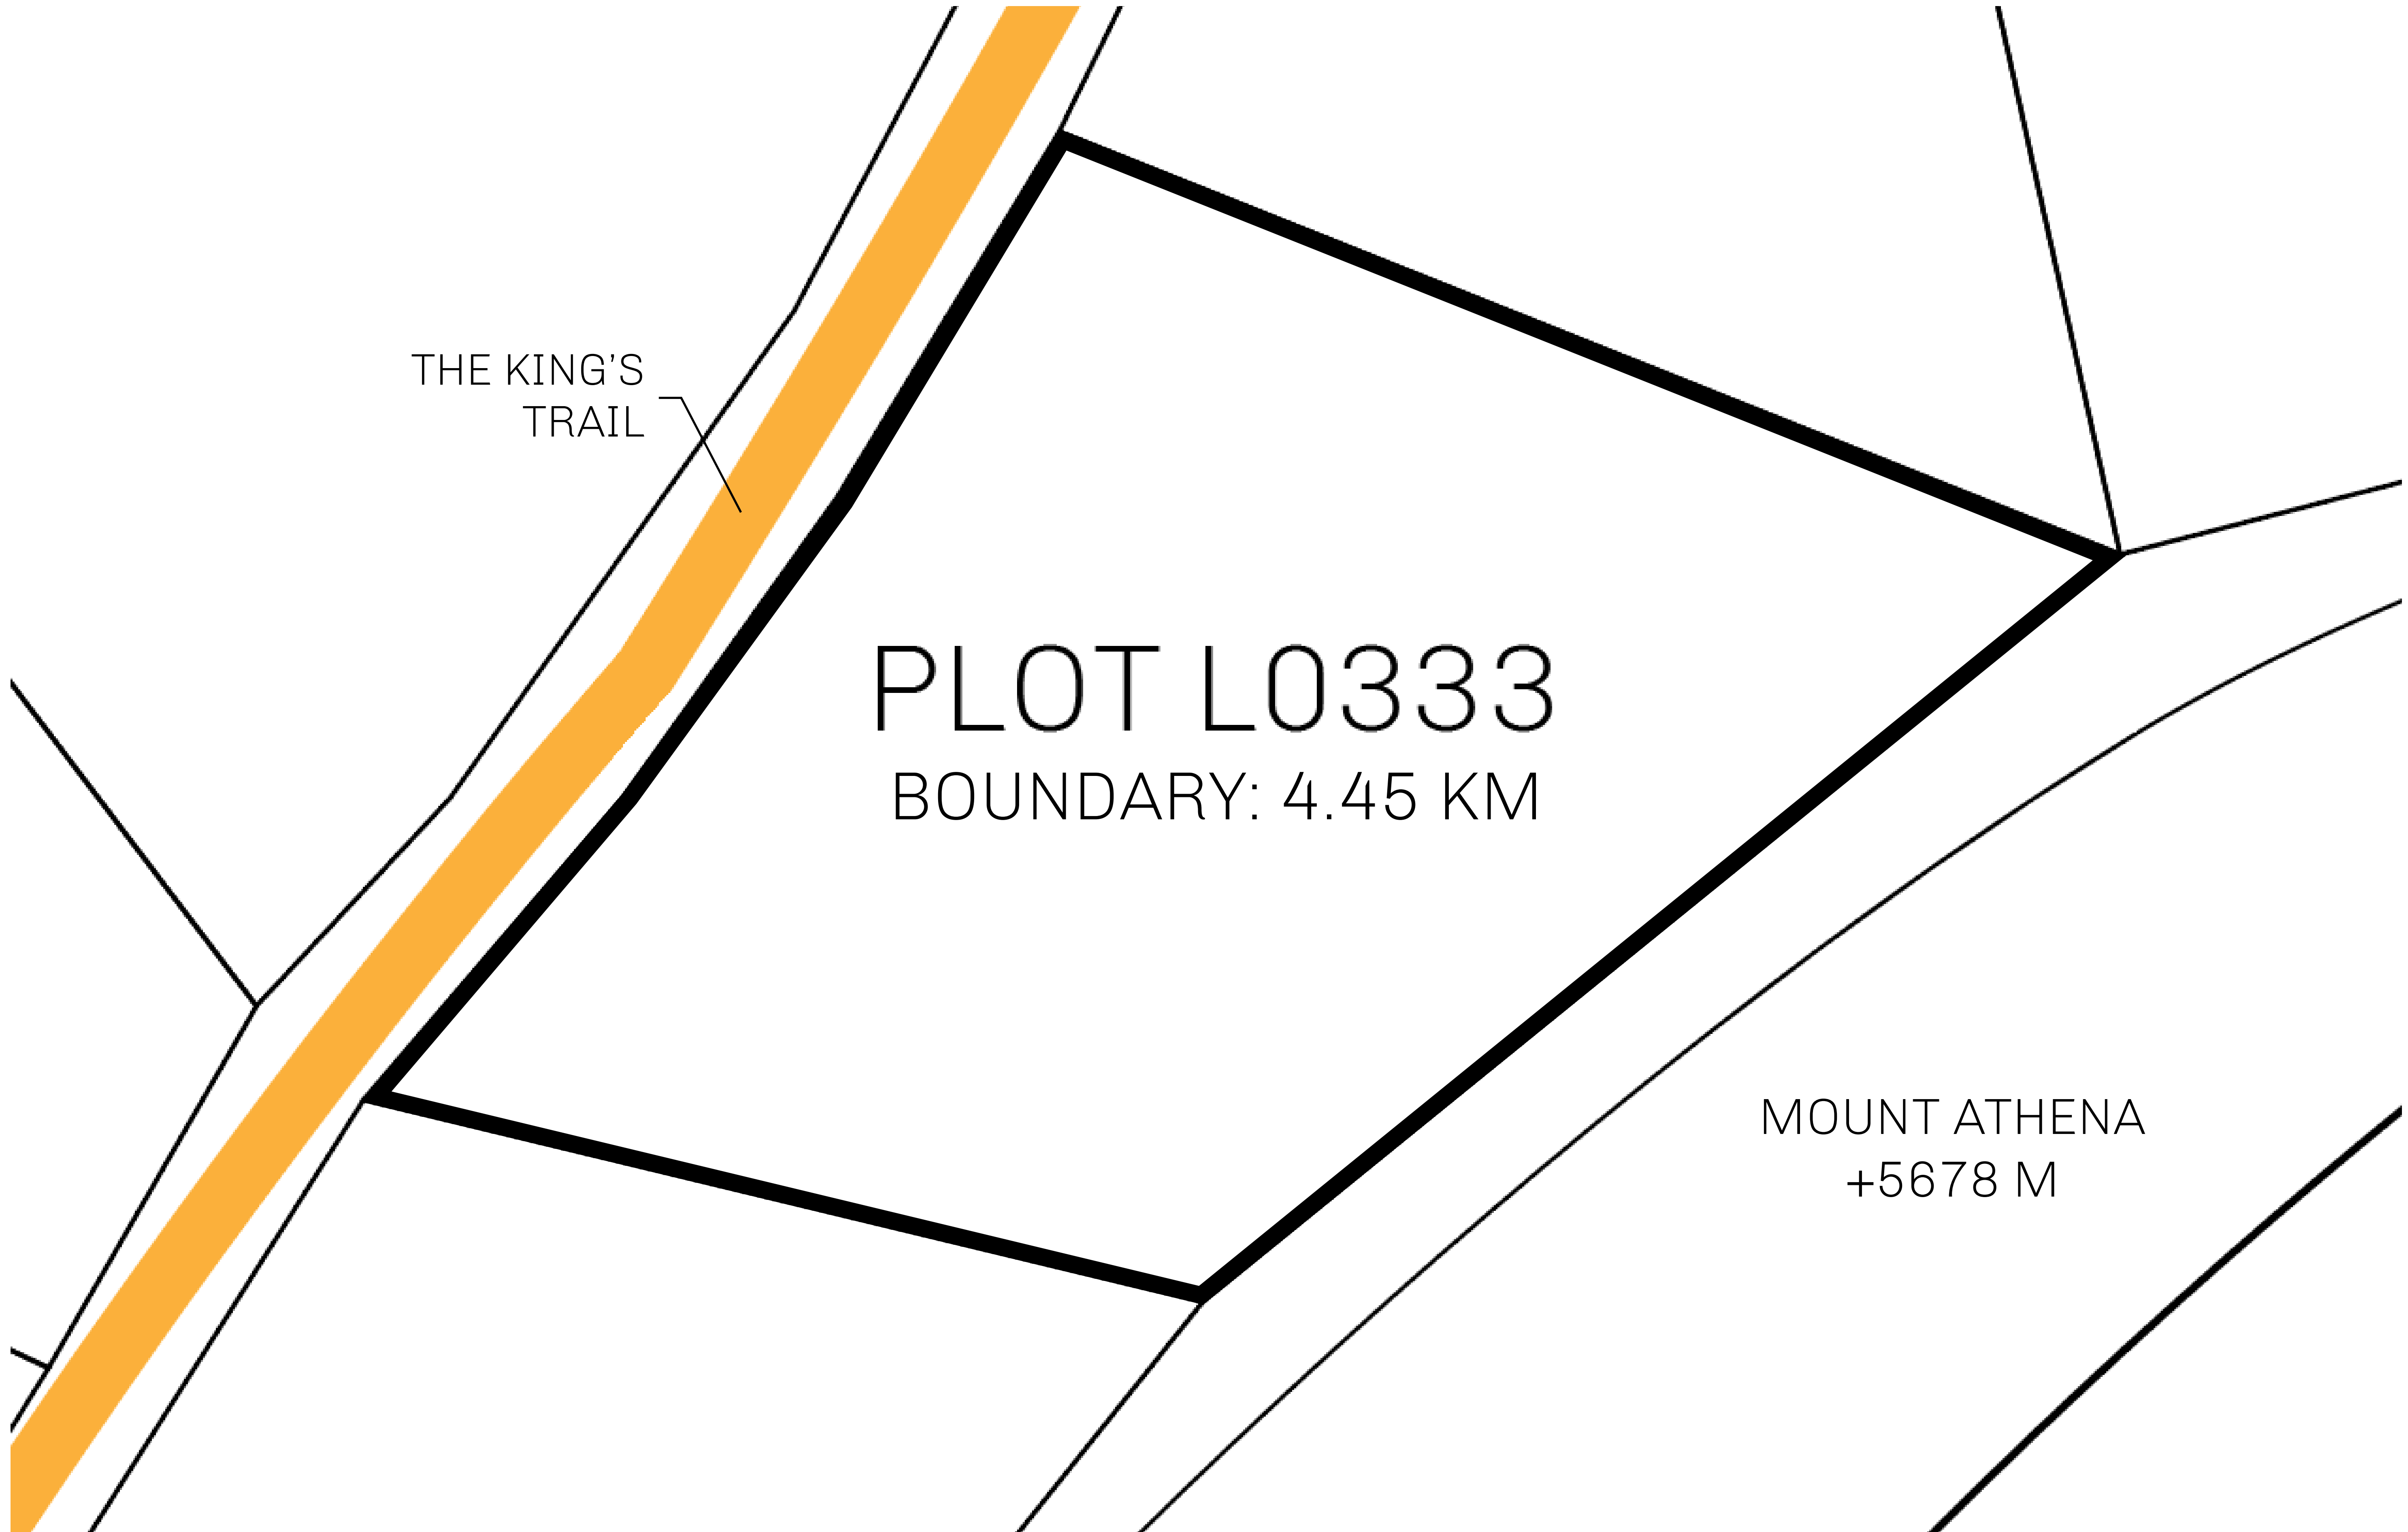 THE KING'S
TRAIL
PLOT L0333
BOUNDARY: 4.45 KM
MOUNT ATHENA
+5678 M